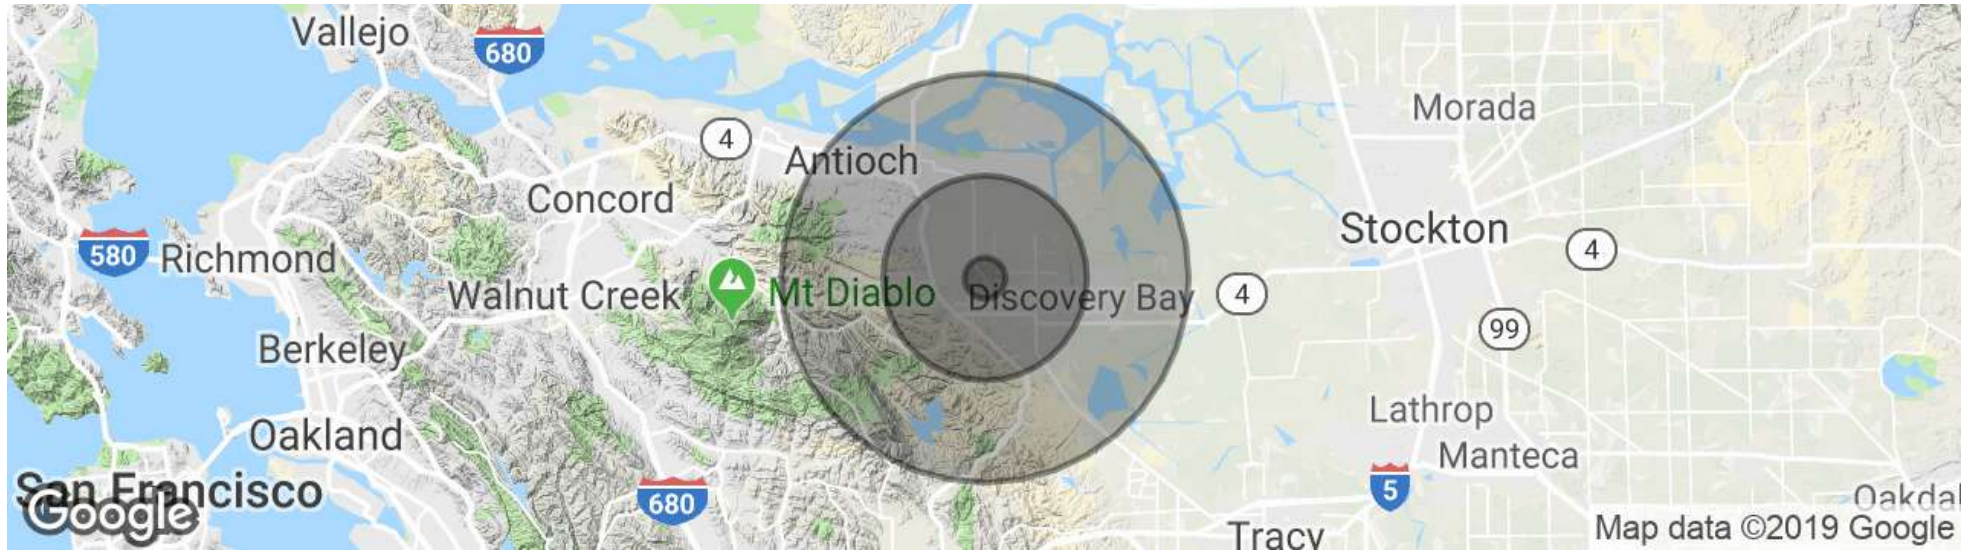 Vallejo
680
Morada
4
Antioch
Concord
Stockton
4
580
Richmond
Walnut Creek
Mt Diablo
Discovery Bay
4
99
Berkeley
Lathrop
Oakland
Manteca
San Francisco
680
5
Google
Oakdal
Tracy
Map data ©2019 Google